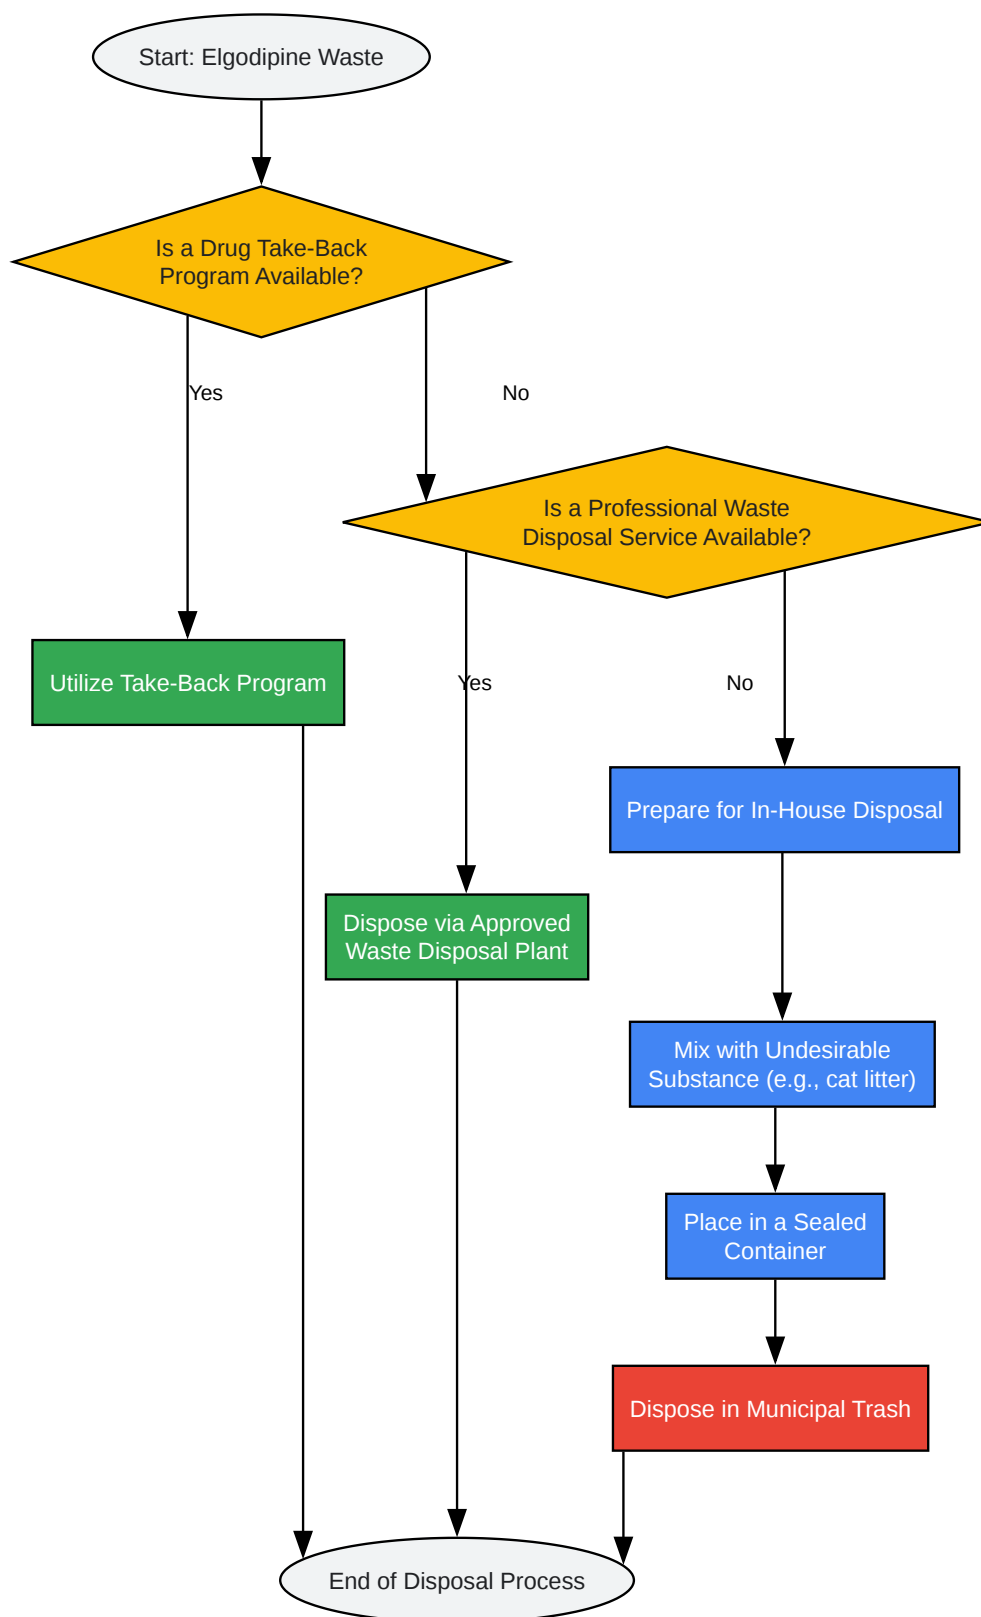 Start: Elgodipine Waste
Is a Drug Take-Back
Program Available?
Yes
No
Is a Professional Waste
Disposal Service Available?
Utilize Take-Back Program
Yes
No
Prepare for In-House Disposal
Dispose via Approved
Waste Disposal Plant
Mix with Undesirable
Substance (e.g., cat litter)
Place in a Sealed
Container
Dispose in Municipal Trash
End of Disposal Process